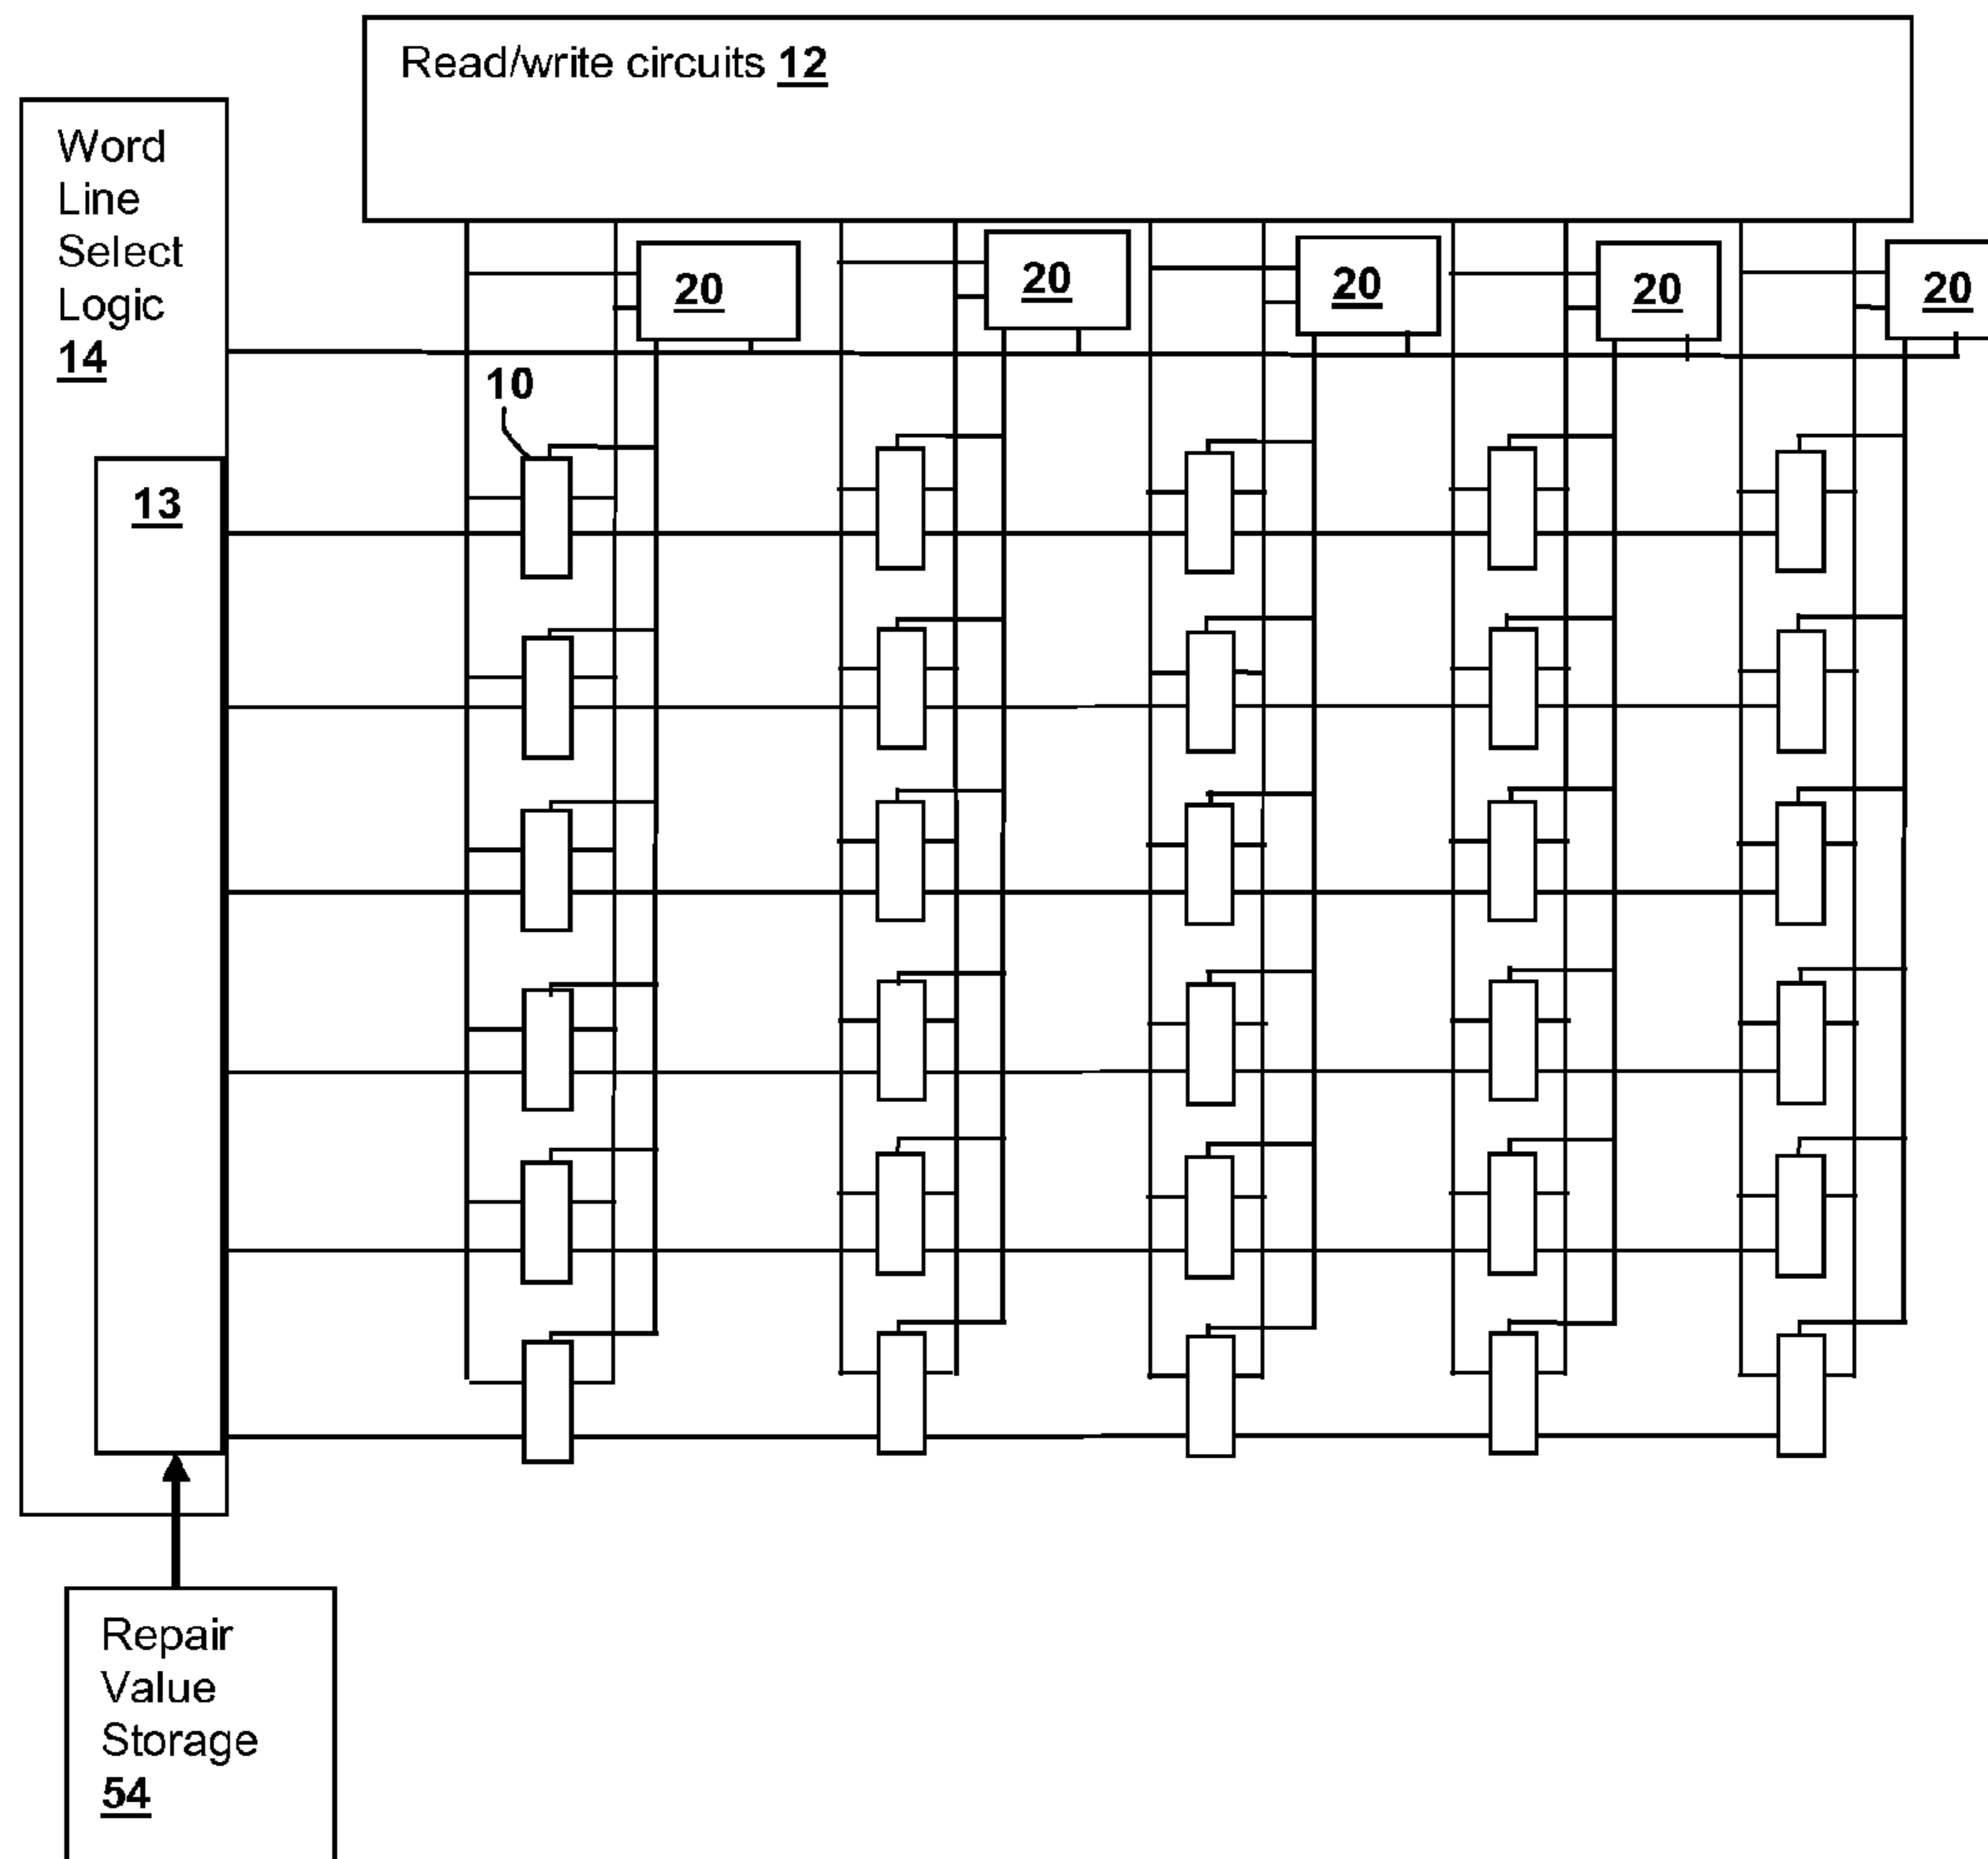 Read/write circuits 12
Word
Line
Select
Logic
14
20
20
20
20
20
10
13
Repair
Value
Storage
54